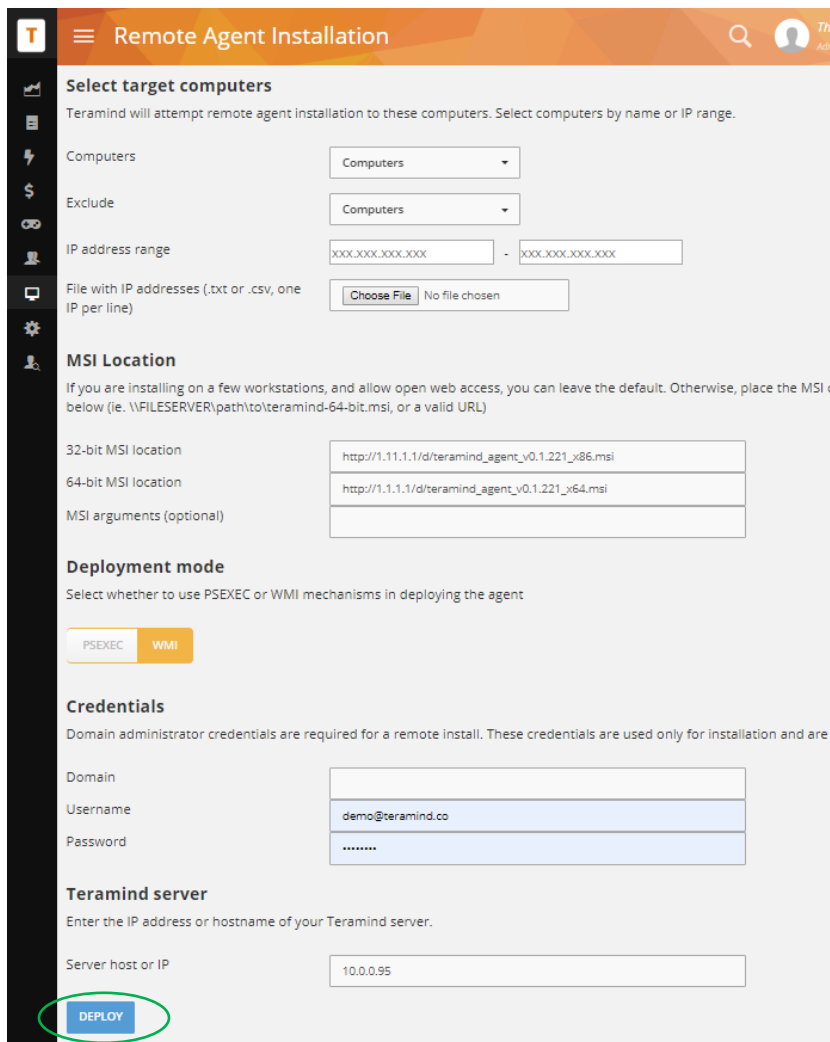 T
Remote Agent Installation
Th
Adm
Select target computers
Teramind will attempt remote agent installation to these computers. Select computers by name or IP range.
Computers
Computers
Exclude
Computers
IP address range
xxx.xxx.xxx.xxx - xxx.xxx.xxx.xxx
File with IP addresses (.txt or .csv, one
IP per line)
Choose File No file chosen
MSI Location
If you are installing on a few workstations, and allow open web access, you can leave the default. Otherwise, place the MSI
below (ie. \\FILESERVER\path\to\teramind-64-bit.msi, or a valid URL)
32-bit MSI location
http://1.11.1.1/d/teramind_agent_v0.1.221_x86.msi
64-bit MSI location
http://1.1.1.1/d/teramind_agent_v0.1.221_x64.msi
MSI arguments (optional)
Deployment mode
Select whether to use PSEXEC or WMI mechanisms in deploying the agent
PSEXEC WMI
Credentials
Domain administrator credentials are required for a remote install. These credentials are used only for installation and are
Domain
Username
demo@teramind.co
Password
••••••••
Teramind server
Enter the IP address or hostname of your Teramind server.
Server host or IP
10.0.0.95
DEPLOY